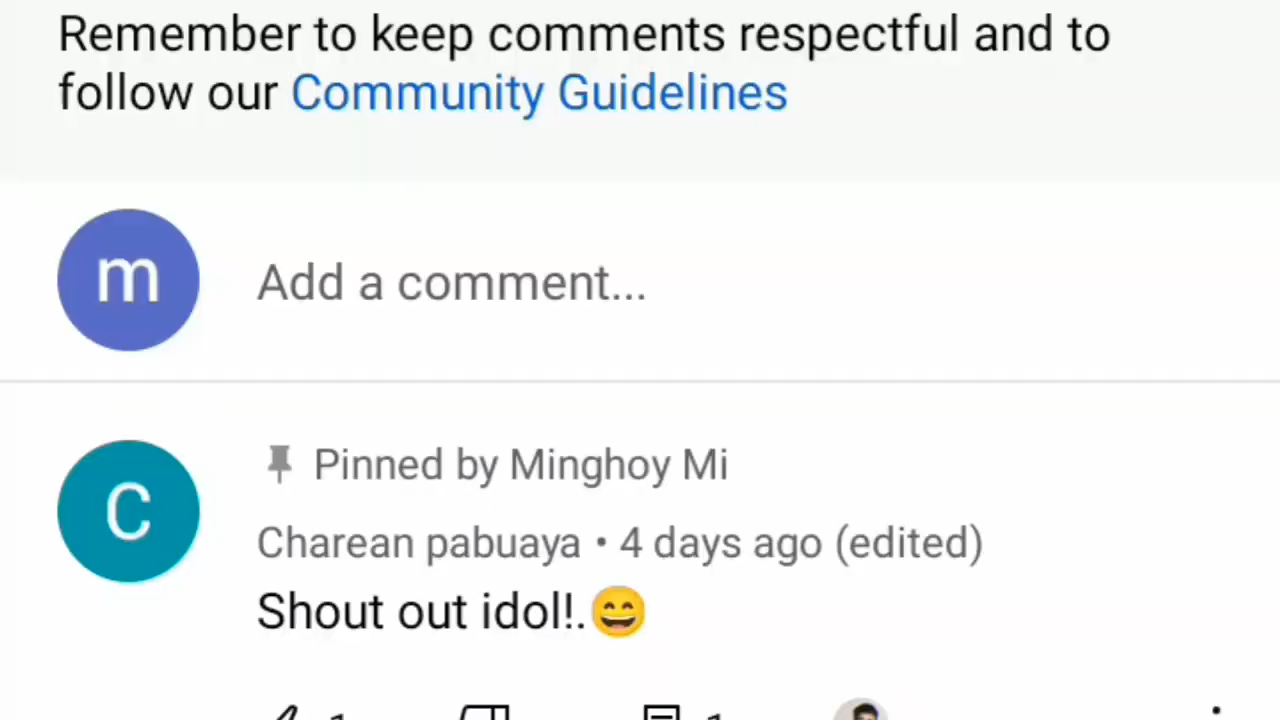 Remember to keep comments respectful and to
follow our Community Guidelines
m
Add a comment...
Pinned by Minghoy Mi
C
Charean pabuaya • 4 days ago (edited)
Shout out idol!.😄